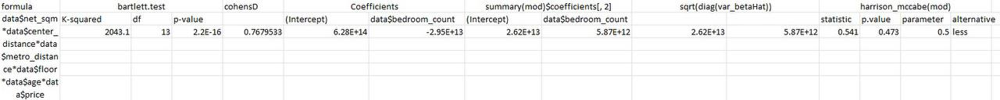 formula bartlett.test cohensD Coefficients summary(mod)$coefficients[, 2] sqrt(diag(var_betaHat)) harrison_mccabe(mod)
data$net_sqm K-squared df p-value (Intercept) data$bedroom_count (Intercept) data$bedroom_count statistic p.value parameter alternative
*data$center_ 2043.1 13 2.2E-16 0.7679533 6.28E+14 -2.95E+13 2.62E+13 5.87E+12 2.62E+13 5.87E+12 0.541 0.473 0.5 less
distance*data
$metro_distan
ce*data$floor
*data$age*dat
a$price